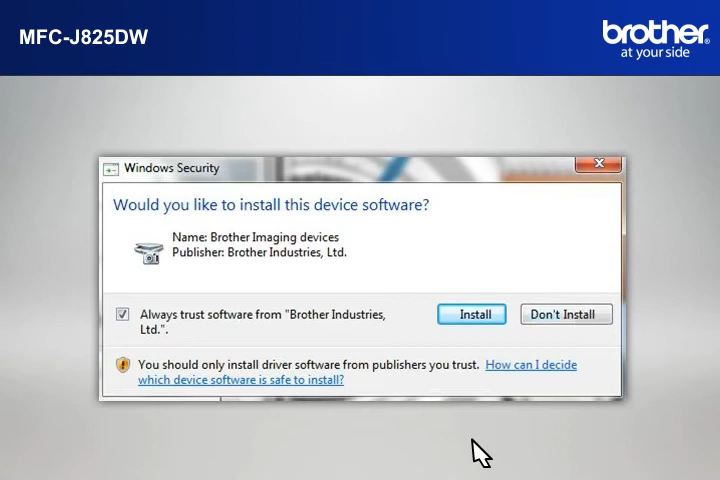 MFC-J825DW
brother
at your side
Windows Security
Would you like to install this device software?
Name: Brother Imaging devices
Publisher: Brother Industries, Ltd.
Always trust software from "Brother Industries,
Ltd.".
Install
Don't Install
You should only install driver software from publishers you trust. How can I decide
which device software is safe to install?